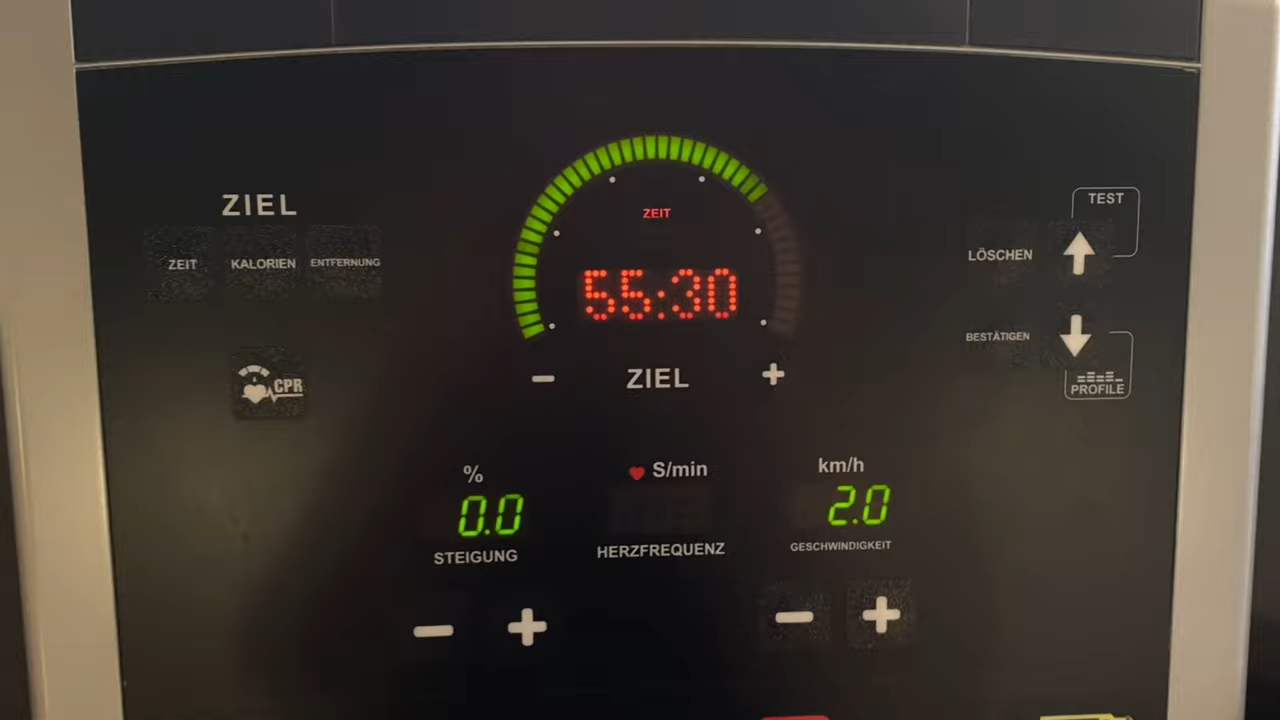 ZIEL
ZEIT KALORIEN ENTFERNUNG
CPR
ZEIT
55:30
- ZIEL +
TEST
LÖSCHEN
BESTÄTIGEN
PROFILE
%
0.0
STEIGUNG
- +
S/min
HERZFREQUENZ
km/h
2.0
GESCHWINDIGKEIT
- +